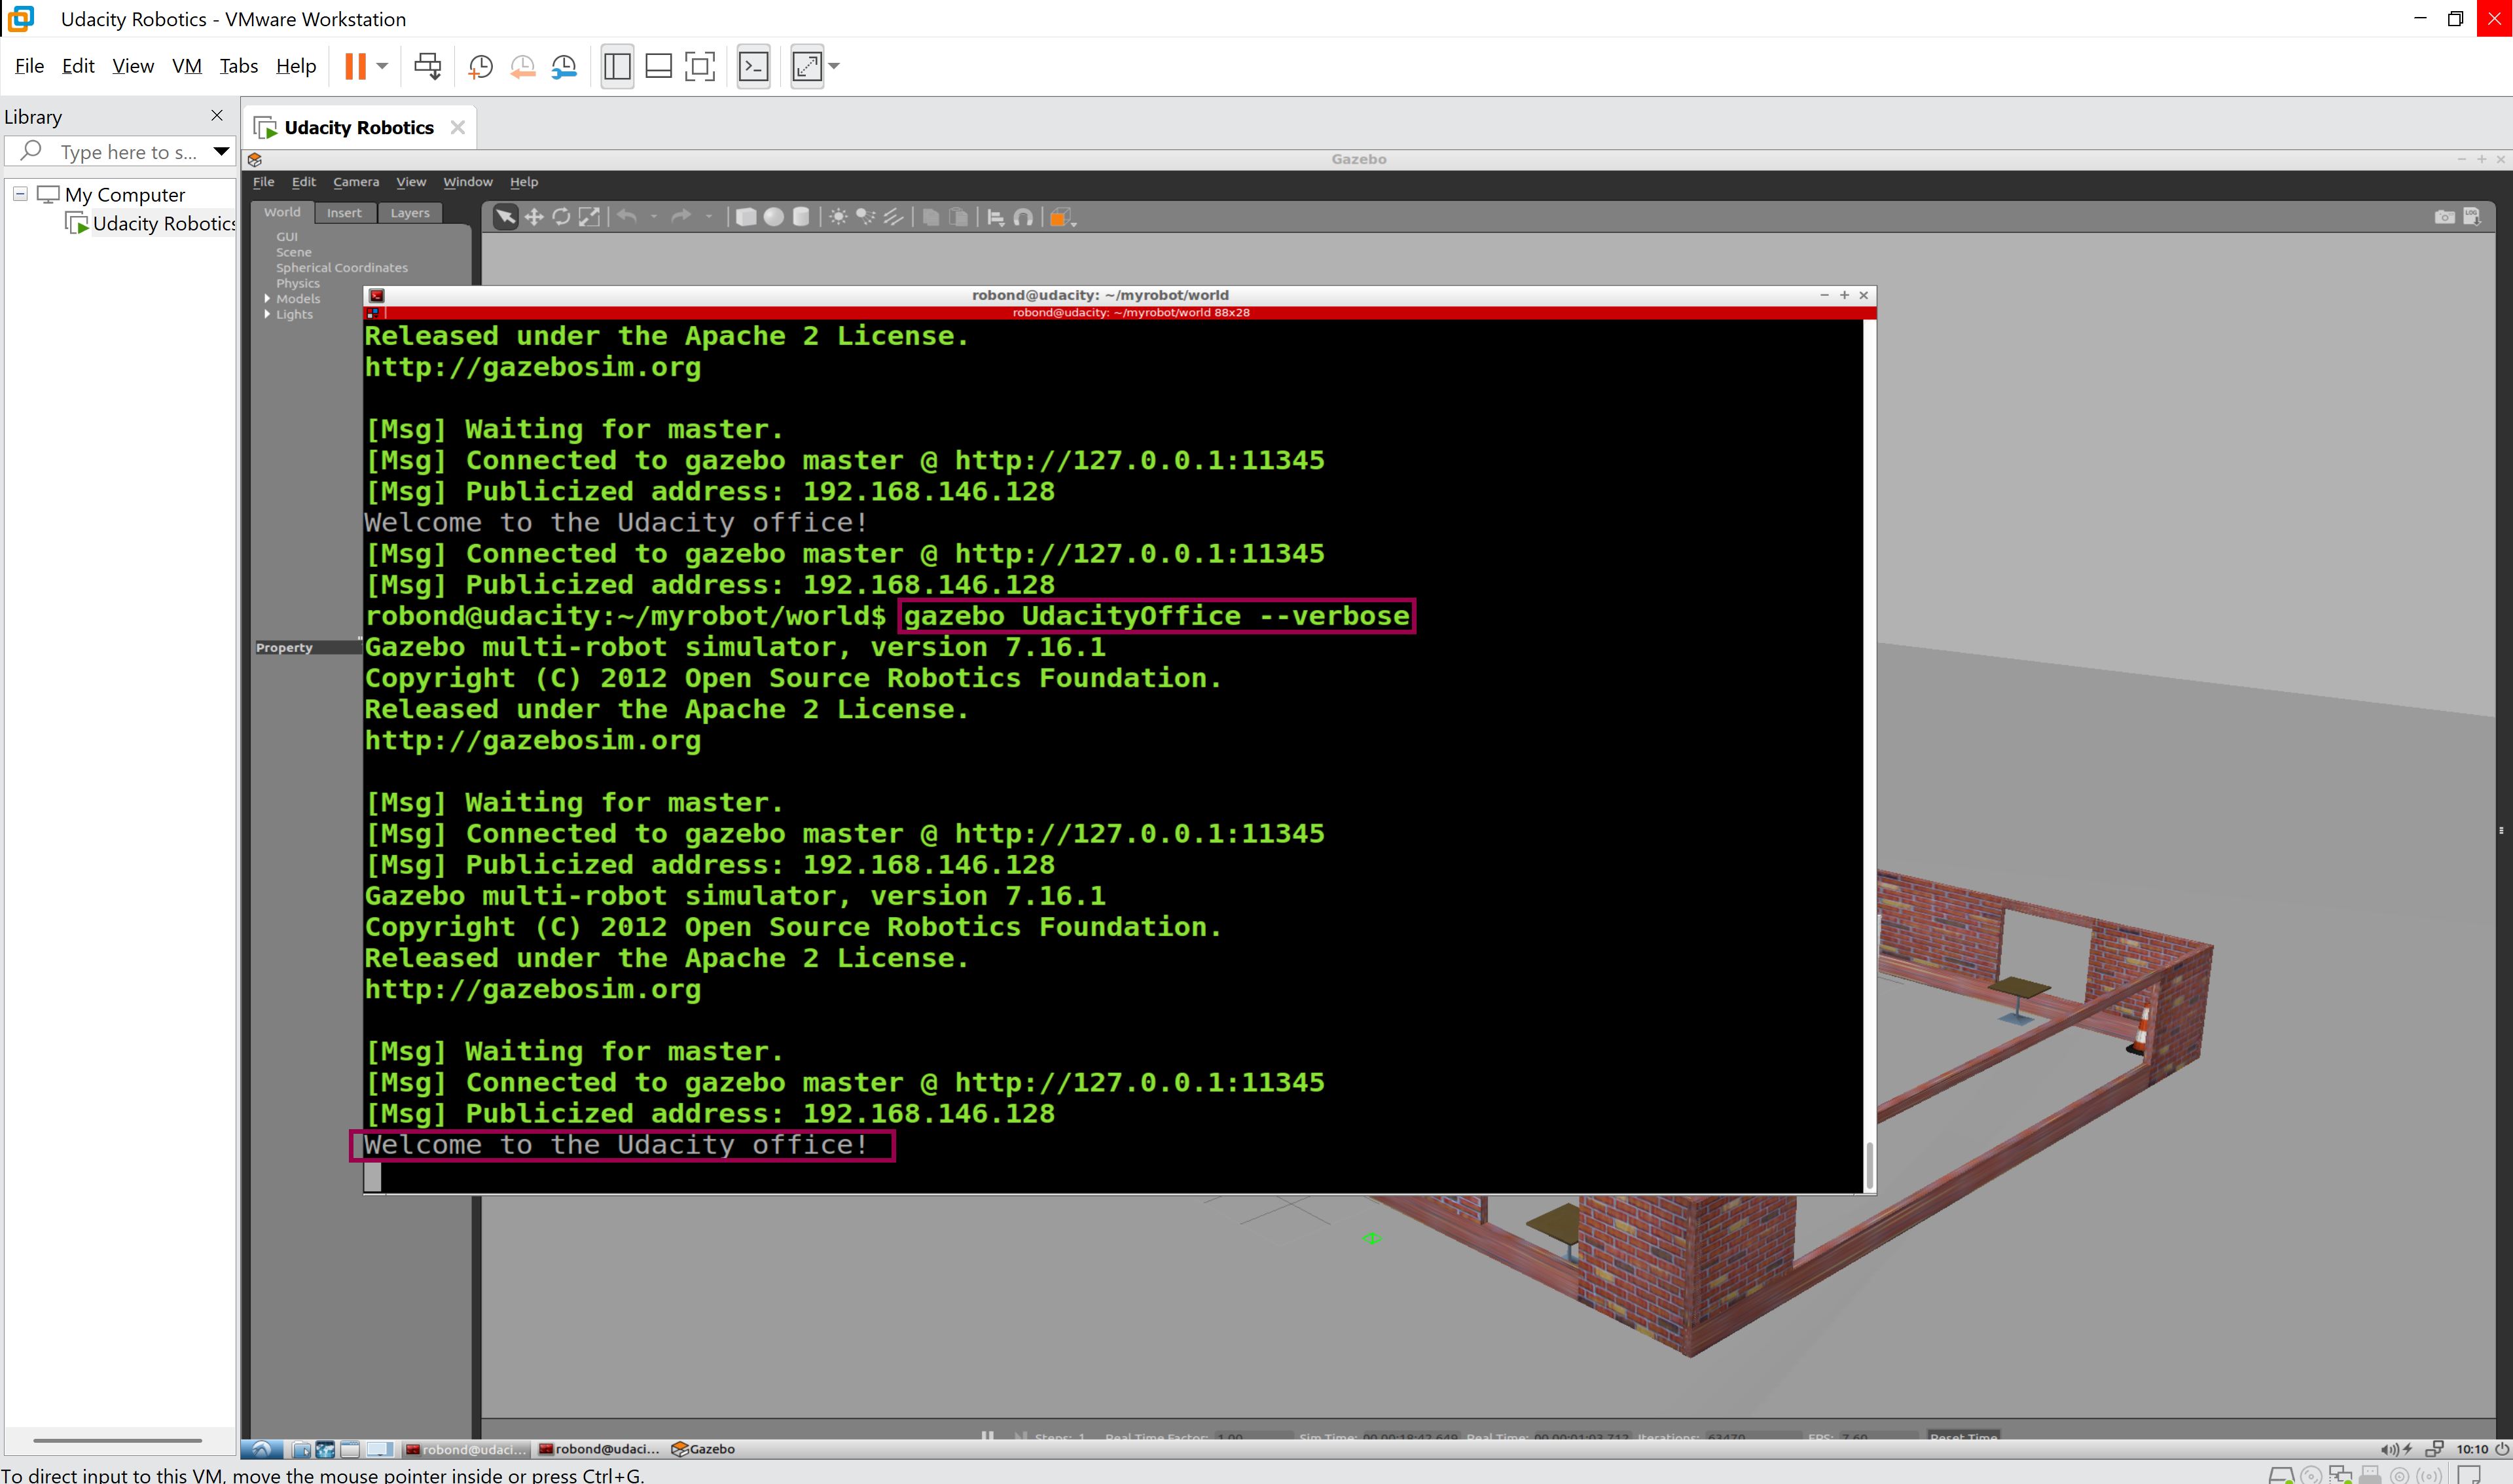 Udacity Robotics - VMware Workstation
File Edit View VM Tabs Help
Library
Type here to s...
My Computer
Udacity Robotics
Udacity Robotics
Gazebo
File Edit Camera View Window Help
World Insert Layers
GUI
Scene
Spherical Coordinates
Physics
Models
Lights
Property
robond@udacity: ~/myrobot/world
robond@udacity: ~/myrobot/world 88x28
Released under the Apache 2 License.
http://gazebosim.org
[Msg] Waiting for master.
[Msg] Connected to gazebo master @ http://127.0.0.1:11345
[Msg] Publicized address: 192.168.146.128
Welcome to the Udacity office!
[Msg] Connected to gazebo master @ http://127.0.0.1:11345
[Msg] Publicized address: 192.168.146.128
robond@udacity:~/myrobot/world$ gazebo UdacityOffice --verbose
Gazebo multi-robot simulator, version 7.16.1
Copyright (C) 2012 Open Source Robotics Foundation.
Released under the Apache 2 License.
http://gazebosim.org
[Msg] Waiting for master.
[Msg] Connected to gazebo master @ http://127.0.0.1:11345
[Msg] Publicized address: 192.168.146.128
Gazebo multi-robot simulator, version 7.16.1
Copyright (C) 2012 Open Source Robotics Foundation.
Released under the Apache 2 License.
http://gazebosim.org
[Msg] Waiting for master.
[Msg] Connected to gazebo master @ http://127.0.0.1:11345
[Msg] Publicized address: 192.168.146.128
Welcome to the Udacity office!
Steps: 1 Real Time Factor: 1.00 Sim Time: Real Time: Iterations: 63470 FPS: 7.60 Reset Time
robond@udaci... robond@udaci... Gazebo
10:10
To direct input to this VM, move the mouse pointer inside or press Ctrl+G.